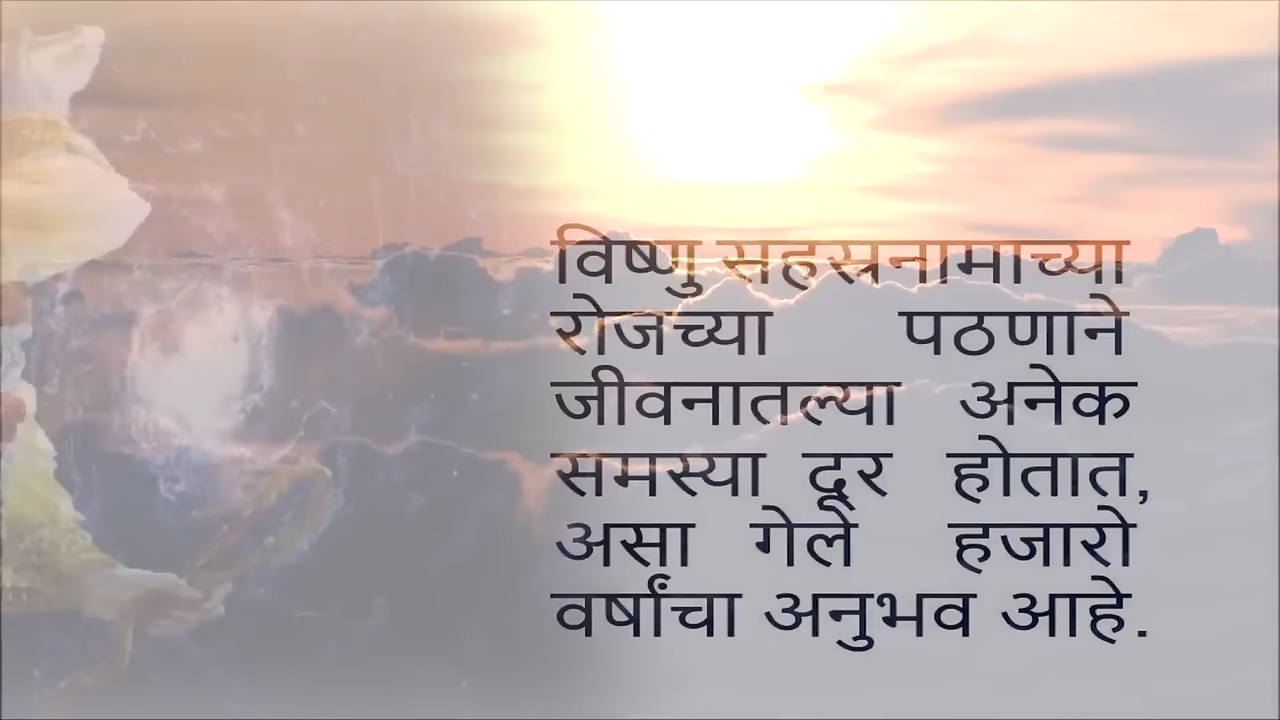 विष्णु सहस्रनामाच्या
रोजच्या पठणाने
जीवनातल्या अनेक
समस्या दूर होतात,
असा गेले हजारो
वर्षांचा अनुभव आहे.